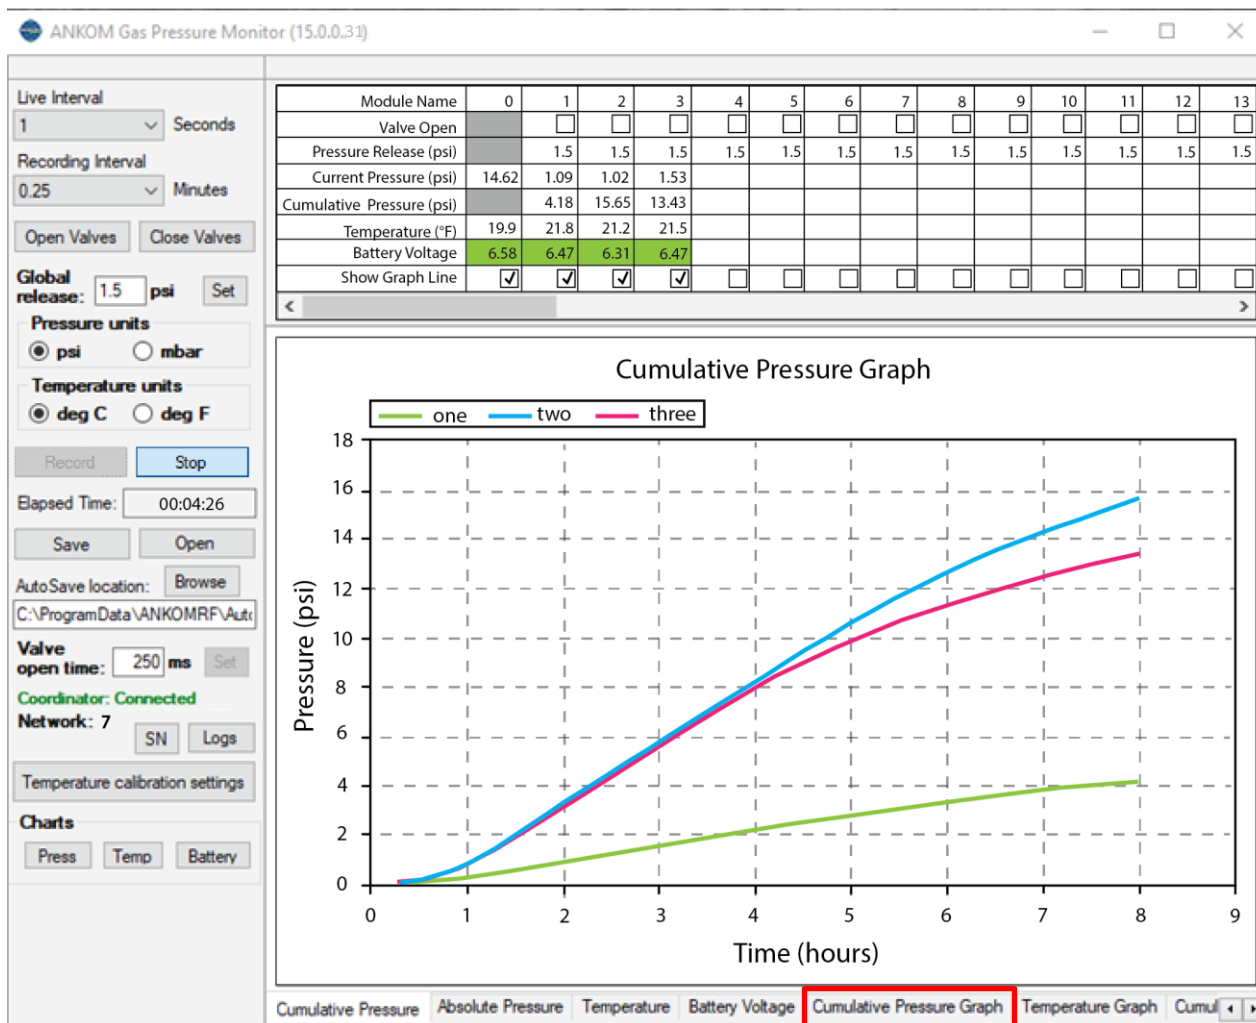 ANKOM Gas Pressure Monitor (15.0.0.31)
Live Interval
1 Seconds
Recording Interval
0.25 Minutes
Open Valves Close Valves
Global release: 1.5 psi Set
Pressure units
psi mbar
Temperature units
deg C deg F
Record Stop
Elapsed Time: 00:04:26
Save Open
AutoSave location: Browse
C:\ProgramData\ANKOMRF\Auto
Valve open time: 250 ms Set
Coordinator: Connected
Network: 7
SN Logs
Temperature calibration settings
Charts
Press Temp Battery
Module Name 0 1 2 3 4 5 6 7 8 9 10 11 12 13
Valve Open
Pressure Release (psi) 1.5 1.5 1.5 1.5 1.5 1.5 1.5 1.5 1.5 1.5 1.5 1.5 1.5
Current Pressure (psi) 14.62 1.09 1.02 1.53
Cumulative Pressure (psi) 4.18 15.65 13.43
Temperature (°F) 19.9 21.8 21.2 21.5
Battery Voltage 6.58 6.47 6.31 6.47
Show Graph Line
Cumulative Pressure Graph
one two three
18
16
14
12
10
8
6
4
2
0
Pressure (psi)
0 1 2 3 4 5 6 7 8 9
Time (hours)
Cumulative Pressure Absolute Pressure Temperature Battery Voltage Cumulative Pressure Graph Temperature Graph Cumul